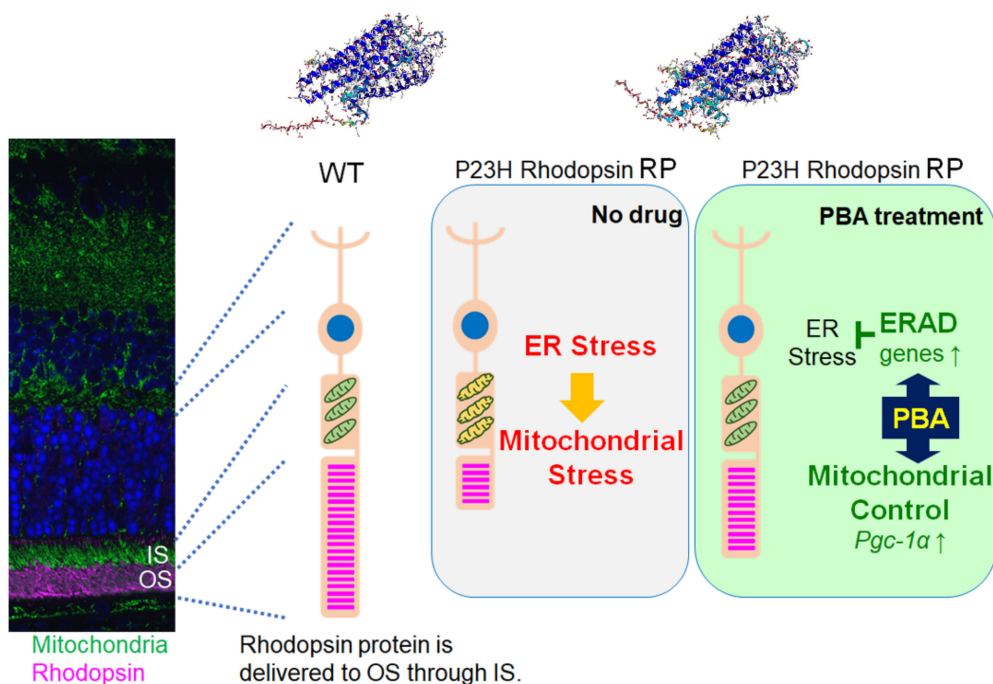 WT
P23H Rhodopsin RP
No drug
ER Stress
Mitochondrial
Stress
P23H Rhodopsin RP
PBA treatment
ER
Stress
ERAD
genes ↑
PBA
Mitochondrial
Control
Pgc-1α ↑
IS
OS
Mitochondria
Rhodopsin
Rhodopsin protein is
delivered to OS through IS.